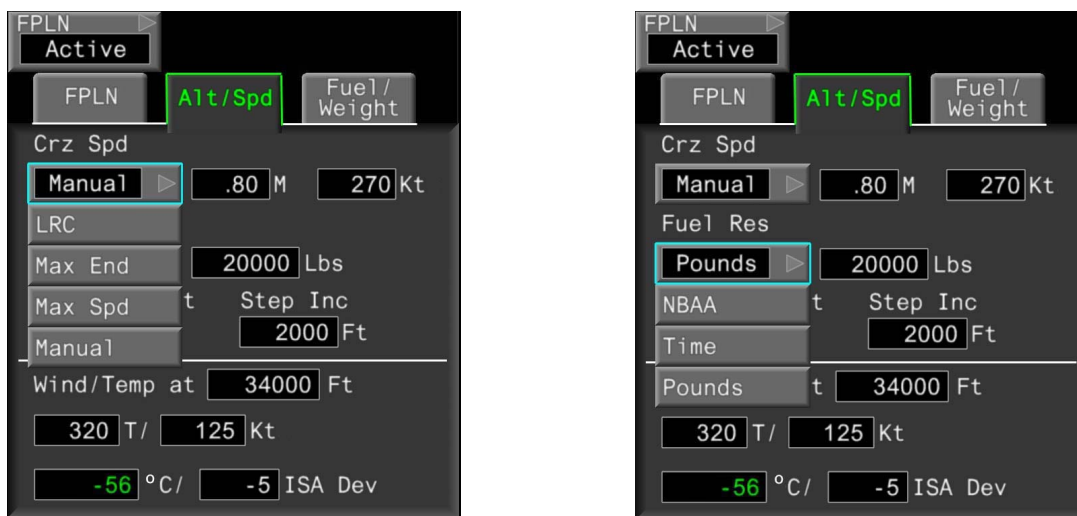 FPLN
Active
FPLN Alt/Spd Fuel/
Weight
Crz Spd
Manual .80 M 270 Kt
LRC
Max End 20000 Lbs
Max Spd t Step Inc
2000 Ft
Manual
Wind/Temp at 34000 Ft
320 T/ 125 Kt
-56 °C/ -5 ISA Dev
FPLN
Active
FPLN Alt/Spd Fuel/
Weight
Crz Spd
Manual .80 M 270 Kt
Fuel Res
Pounds 20000 Lbs
NBAA t Step Inc
Time 2000 Ft
Pounds t 34000 Ft
320 T/ 125 Kt
-56 °C/ -5 ISA Dev